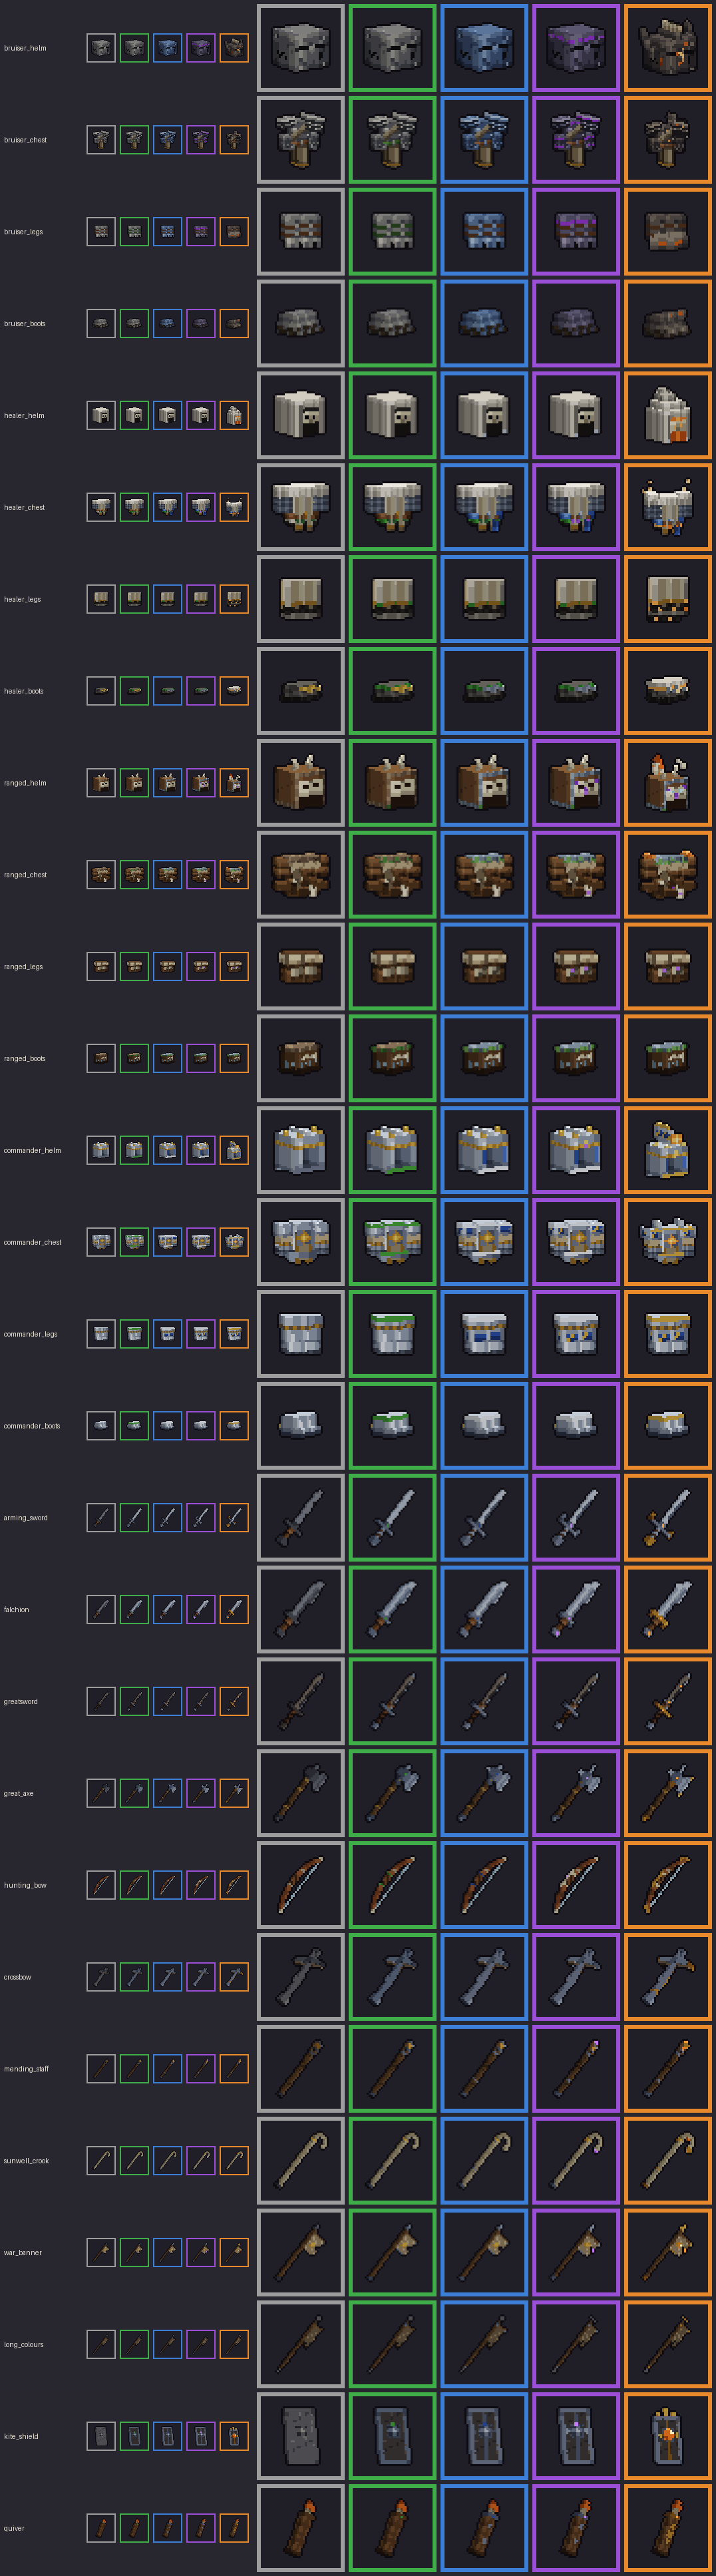 bruiser_helm
bruiser_chest
bruiser_legs
bruiser_boots
healer_helm
healer_chest
healer_legs
healer_boots
ranged_helm
ranged_chest
ranged_legs
ranged_boots
commander_helm
commander_chest
commander_legs
commander_boots
arming_sword
falchion
greatsword
great_axe
hunting_bow
crossbow
mending_staff
sunwell_crook
war_banner
long_colours
kite_shield
quiver